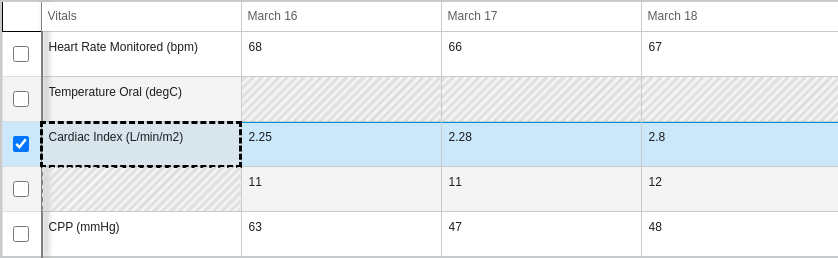 Vitals March 16 March 17 March 18
Heart Rate Monitored (bpm) 68 66 67
Temperature Oral (degC)
Cardiac Index (L/min/m2) 2.25 2.28 2.8
11 11 12
CPP (mmHg) 63 47 48